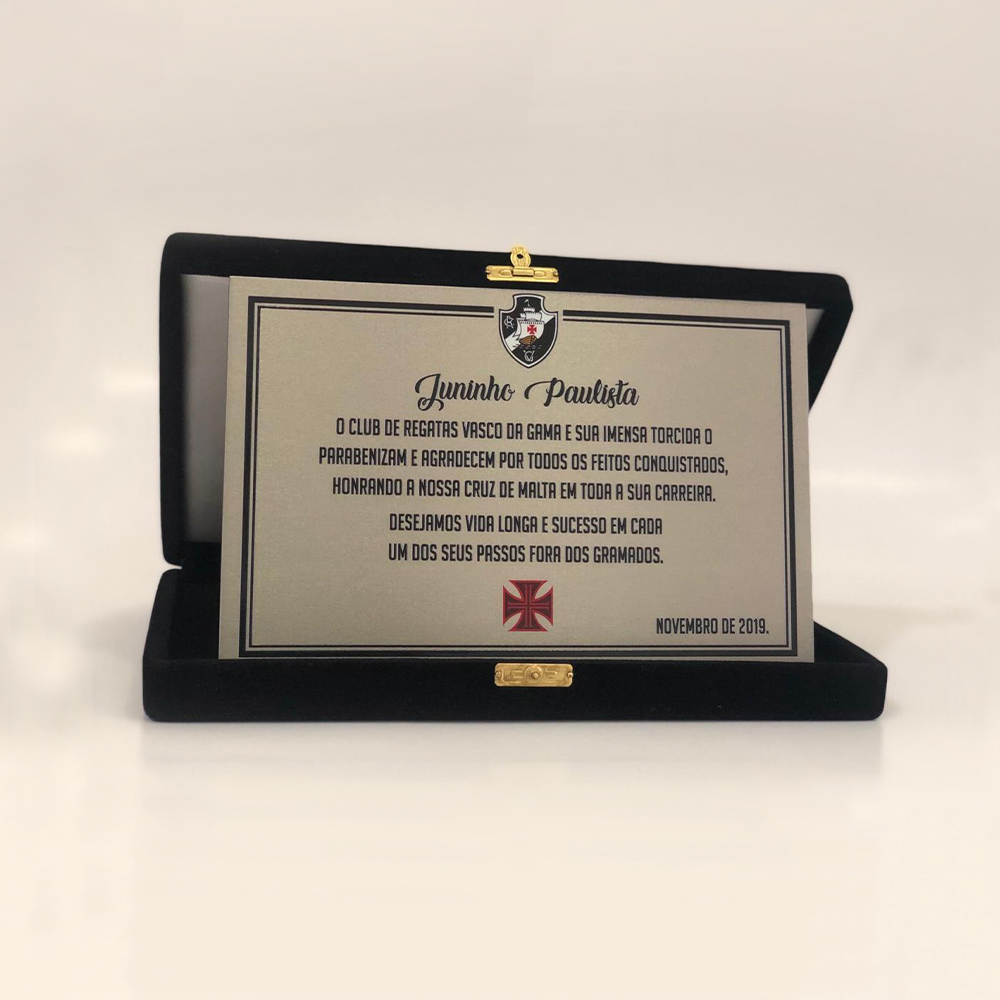 Juninho Paulista
O CLUB DE REGATAS VASCO DA GAMA E SUA IMENSA TORCIDA O
PARABENIZAM E AGRADECEM POR TODOS OS FEITOS CONQUISTADOS,
HONRANDO A NOSSA CRUZ DE MALTA EM TODA A SUA CARREIRA.
DESEJAMOS VIDA LONGA E SUCESSO EM CADA
UM DOS SEUS PASSOS FORA DOS GRAMADOS.
NOVEMBRO DE 2019.